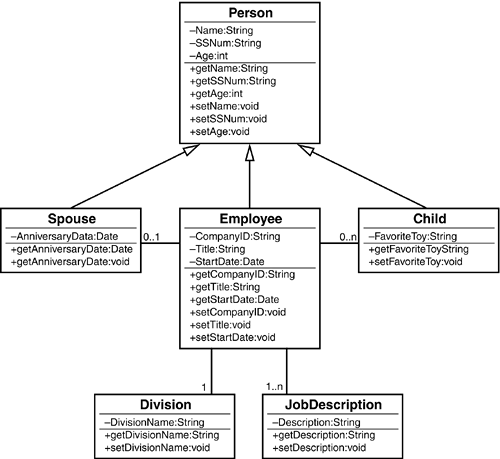 Person
–Name:String
–SSNum:String
–Age:int
+getName:String
+getSSNum:String
+getAge:int
+setName:void
+setSSNum:void
+setAge:void
Spouse
–AnniversaryData:Date
+getAnniversaryData:Date
+getAnniversaryData:void
0..1
Employee
–CompanyID:String
–Title:String
–StartDate:Date
+getCompanyID:String
+getTitle:String
+getStartDate:Date
+setCompanyID:void
+setTitle:void
+setStartDate:void
0..n
Child
–FavoriteToy:String
+getFavoriteToyString
+setFavoriteToy:void
1
1..n
Division
–DivisionName:String
+getDivisionName:String
+setDivisionName:void
JobDescription
–Description:String
+getDescription:String
+setDescription:void